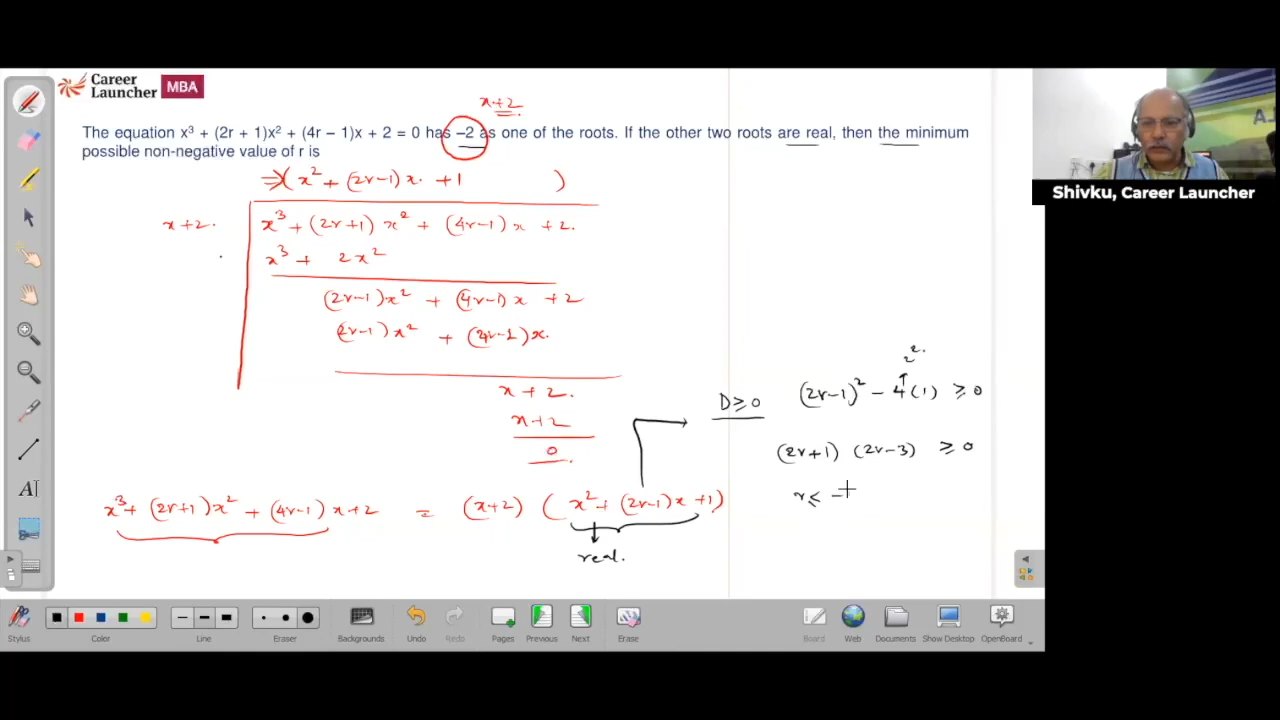 Career
Launcher MBA
x+2
The equation x³ + (2r + 1)x² + (4r – 1)x + 2 = 0 has –2 as one of the roots. If the other two roots are real, then the minimum
possible non-negative value of r is
⇒( x² + (2r-1)x + 1 )
x+2. x³ + (2r+1) x² + (4r-1) x + 2.
x³ + 2x²
(2r-1)x² + (4r-1) x + 2
(2r-1) x² + (4r-2) x.
x + 2.
x+2
0
2².
D ≥ 0 (2r-1)² - 4(1) ≥ 0
(2r+1) (2r-3) ≥ 0
r ≤ -
x³ + (2r+1)x² + (4r-1)x+2 = (x+2) (x² + (2r-1)x + 1)
real.
Shivku, Career Launcher
Stylus
Color
Line
Eraser
Backgrounds
Undo
Redo
Pages
Previous
Next
Erase
Board
Web
Documents
Show Desktop
OpenBoard